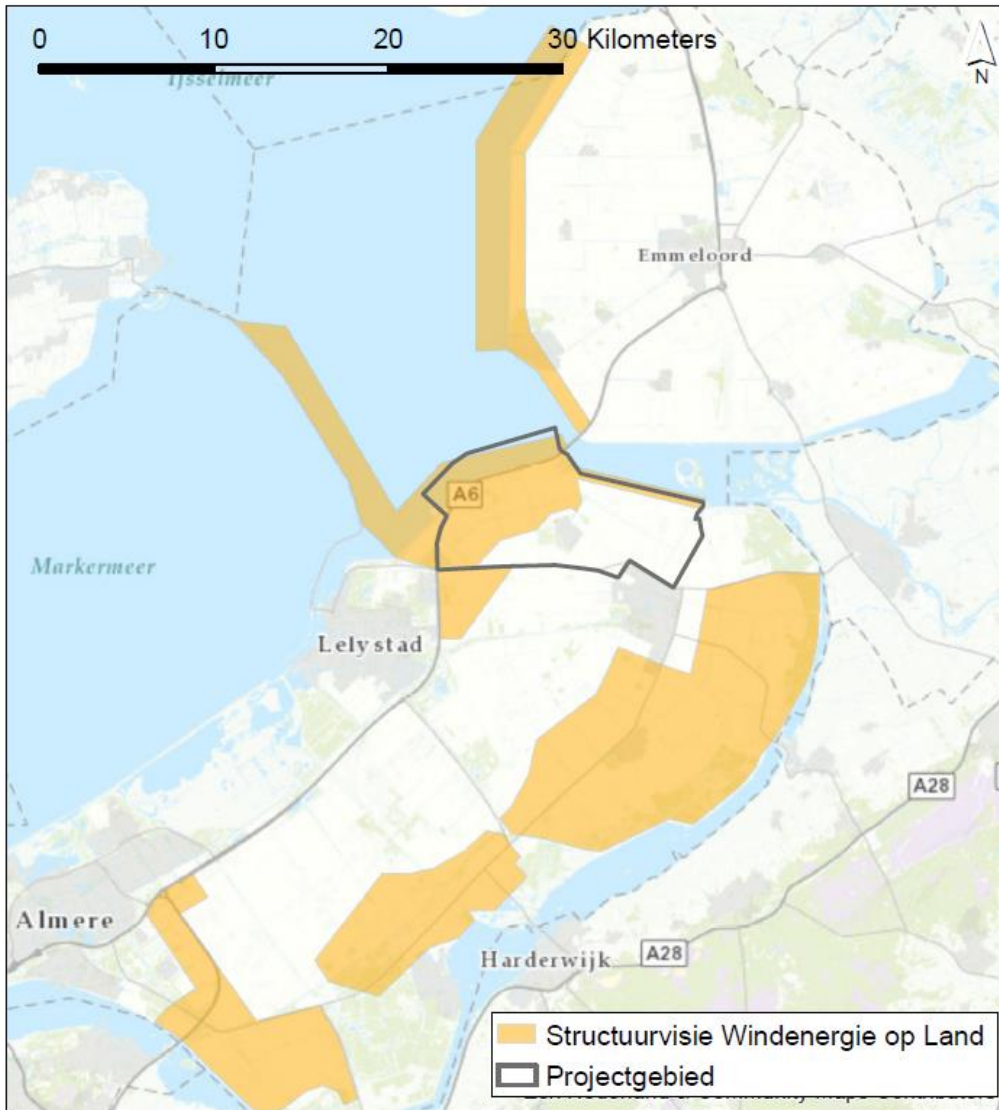 0 10 20 30 Kilometers
N
Ijsselmeer
Emmeloord
A6
Markermeer
Lelystad
A28
Almere
Harderwijk
A28
Structuurvisie Windenergie op Land
Projectgebied